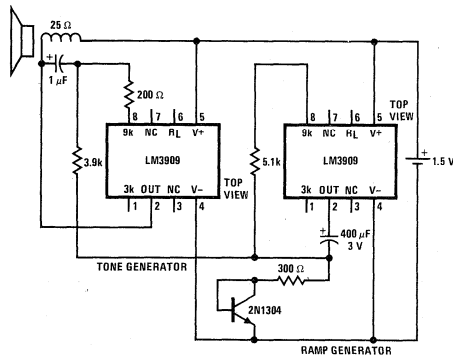 25 Ω
+
1 μF
200 Ω
8 7 6 5
9k NC RL V+
LM3909
3k OUT NC V−
1 2 3 4
TOP
VIEW
3.9k
TONE GENERATOR
5.1k
8 7 6 5
9k NC RL V+
LM3909
3k OUT NC V−
1 2 3 4
TOP
VIEW
+
1.5 V
+
400 μF
3 V
300 Ω
2N1304
RAMP GENERATOR